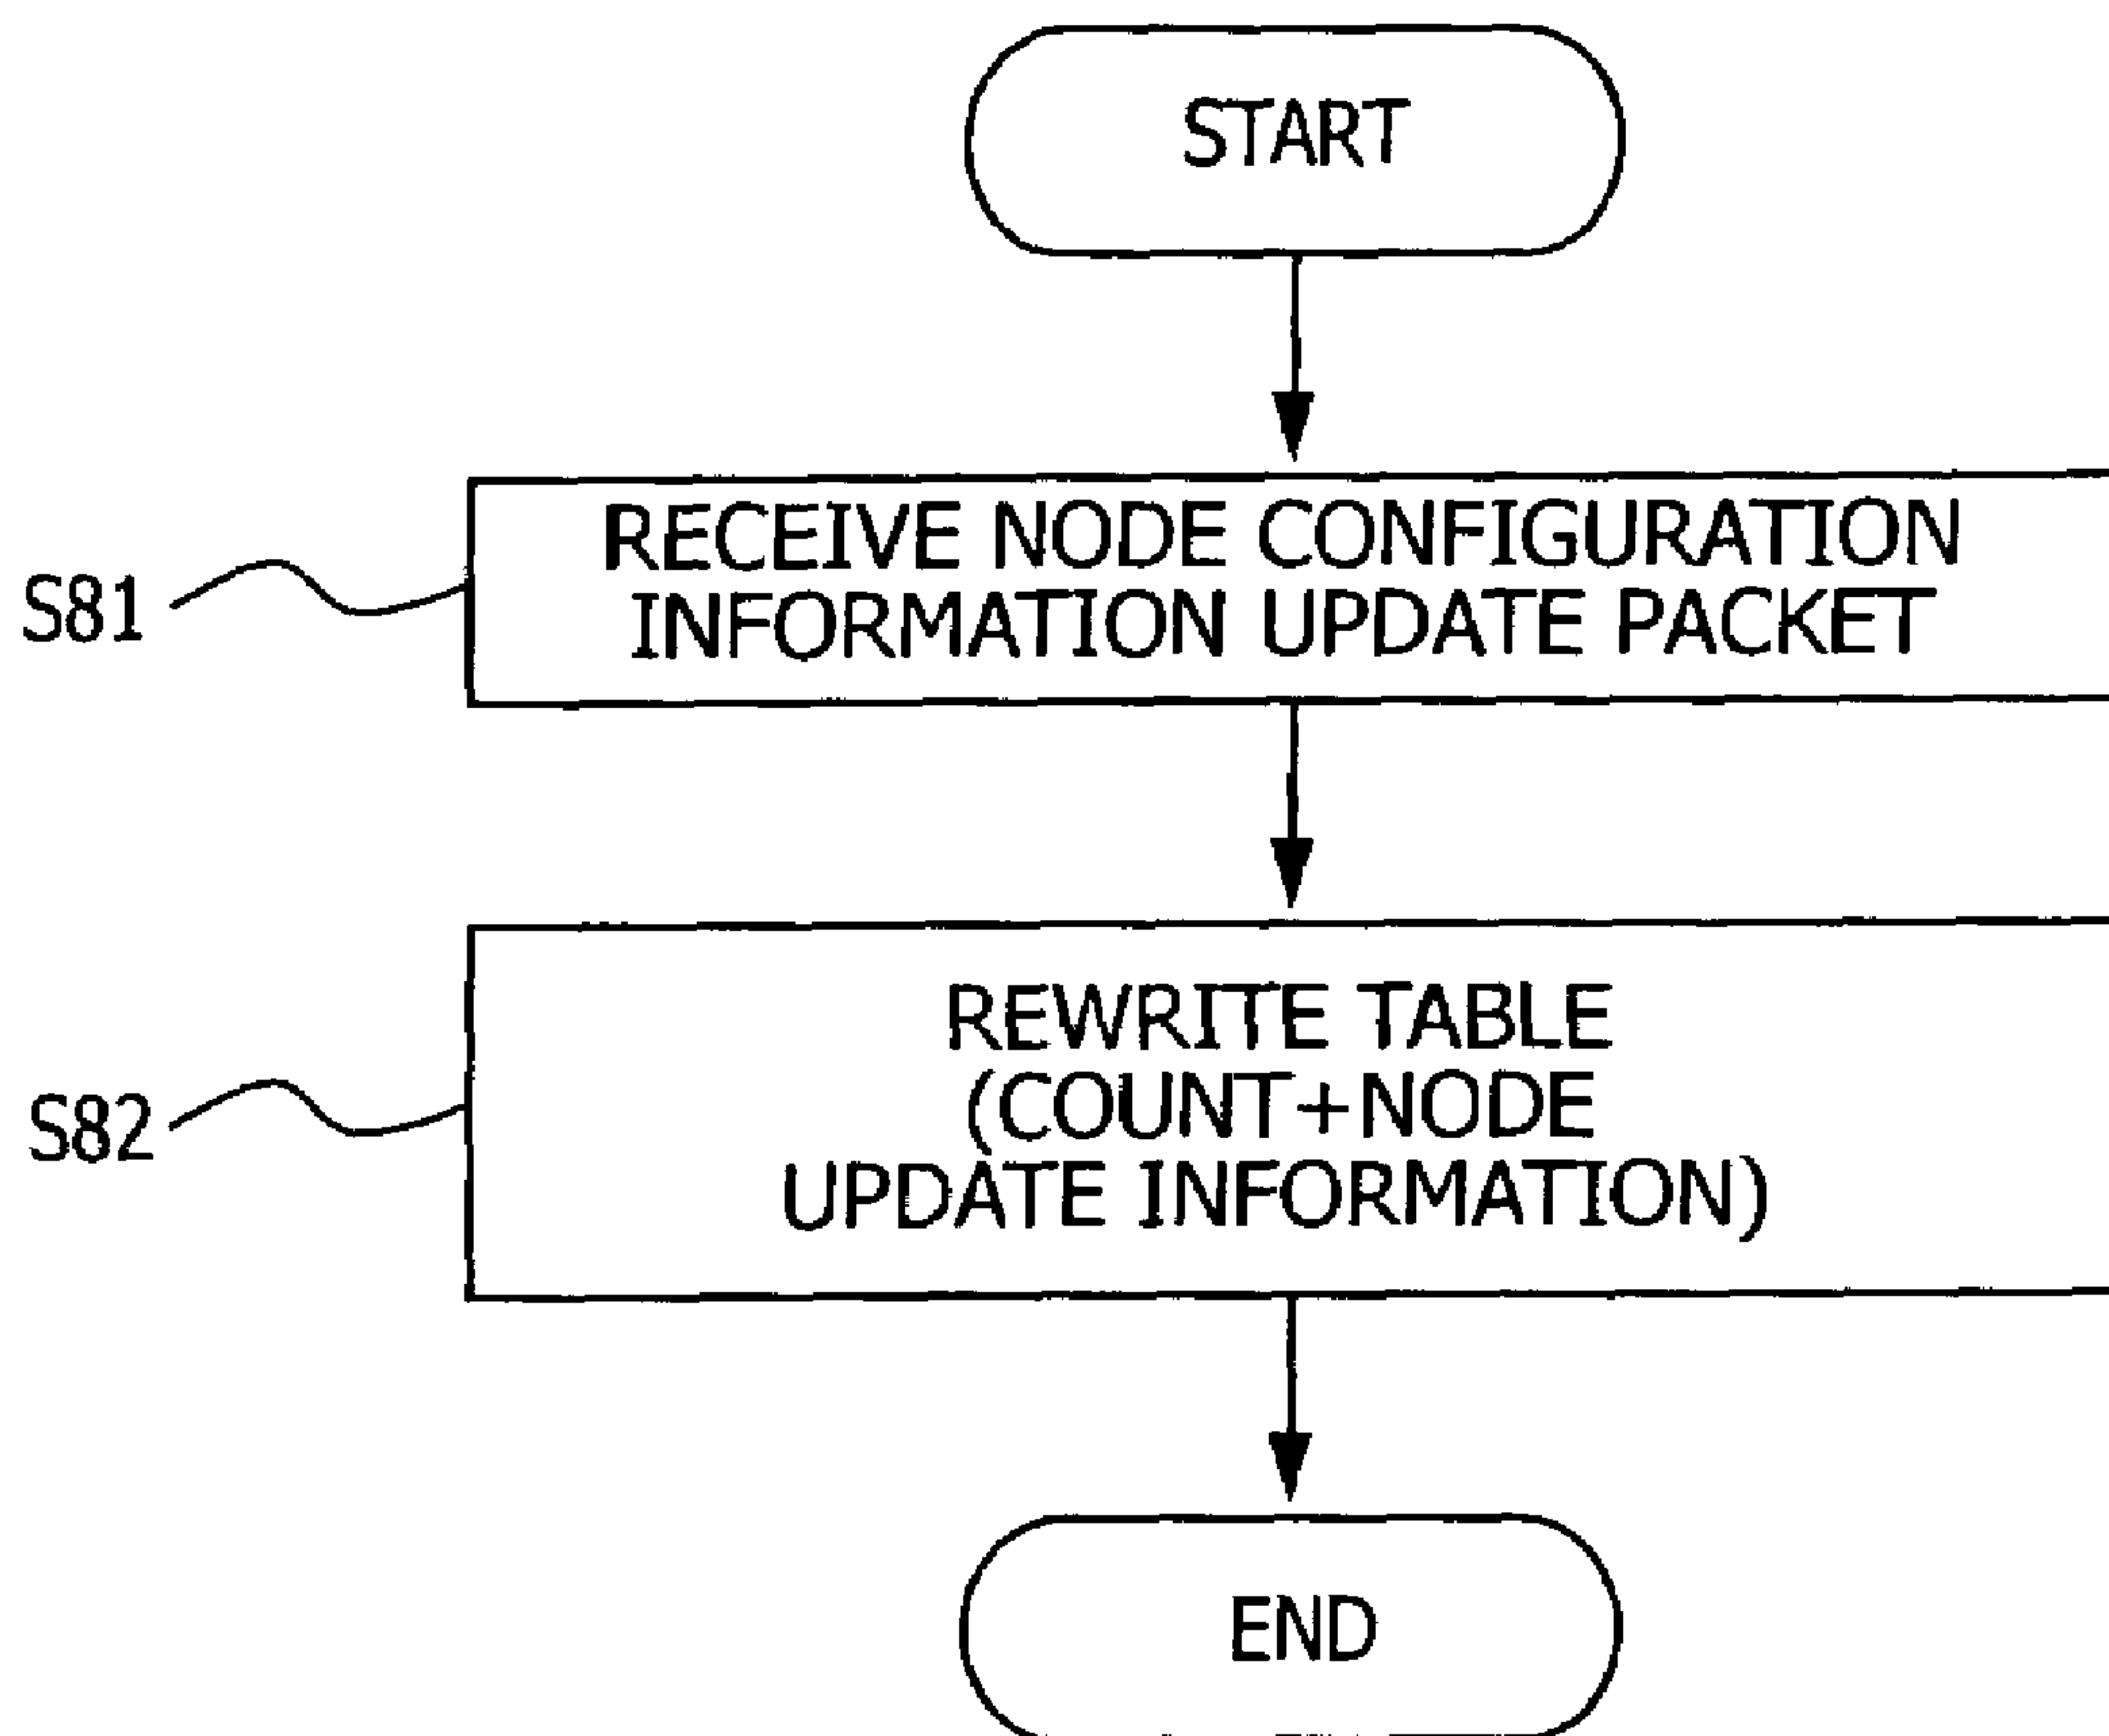 START
RECEIVE NODE CONFIGURATION
INFORMATION UPDATE PACKET
S81
REWRITE TABLE
(COUNT+NODE
UPDATE INFORMATION)
S82
END